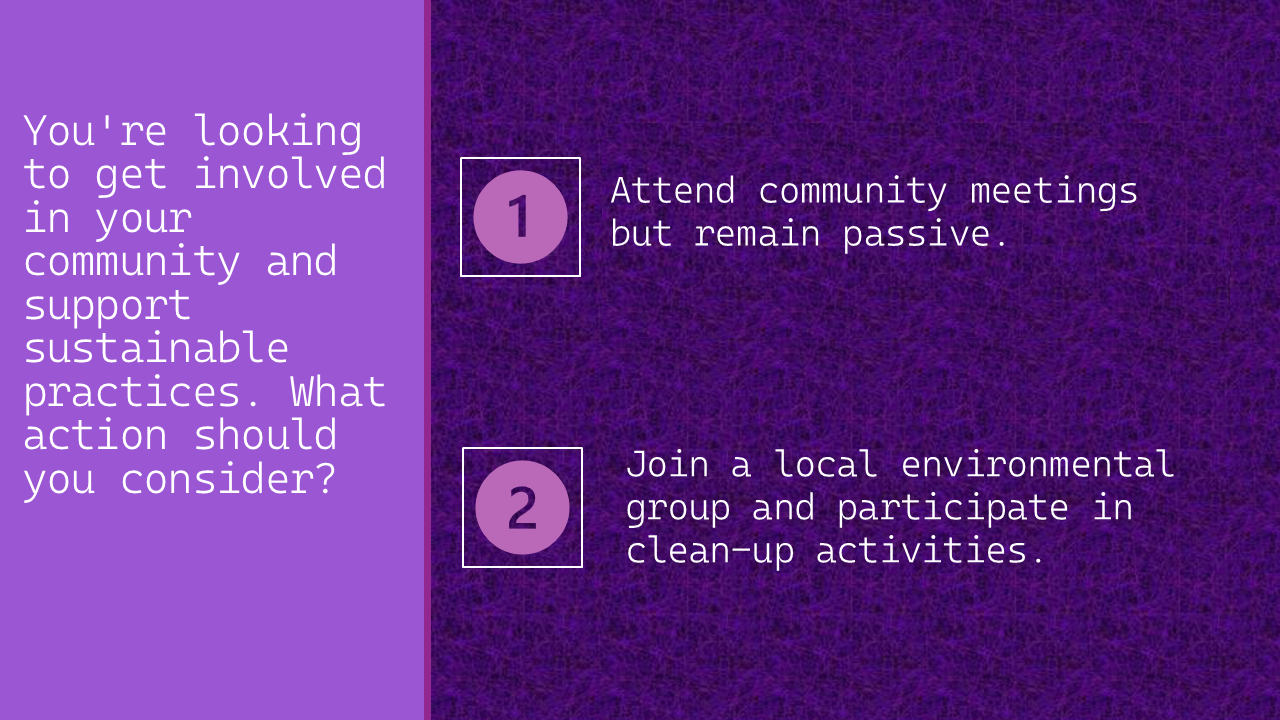 You're looking
to get involved
in your
community and
support
sustainable
practices. What
action should
you consider?
1
Attend community meetings
but remain passive.
2
Join a local environmental
group and participate in
clean-up activities.